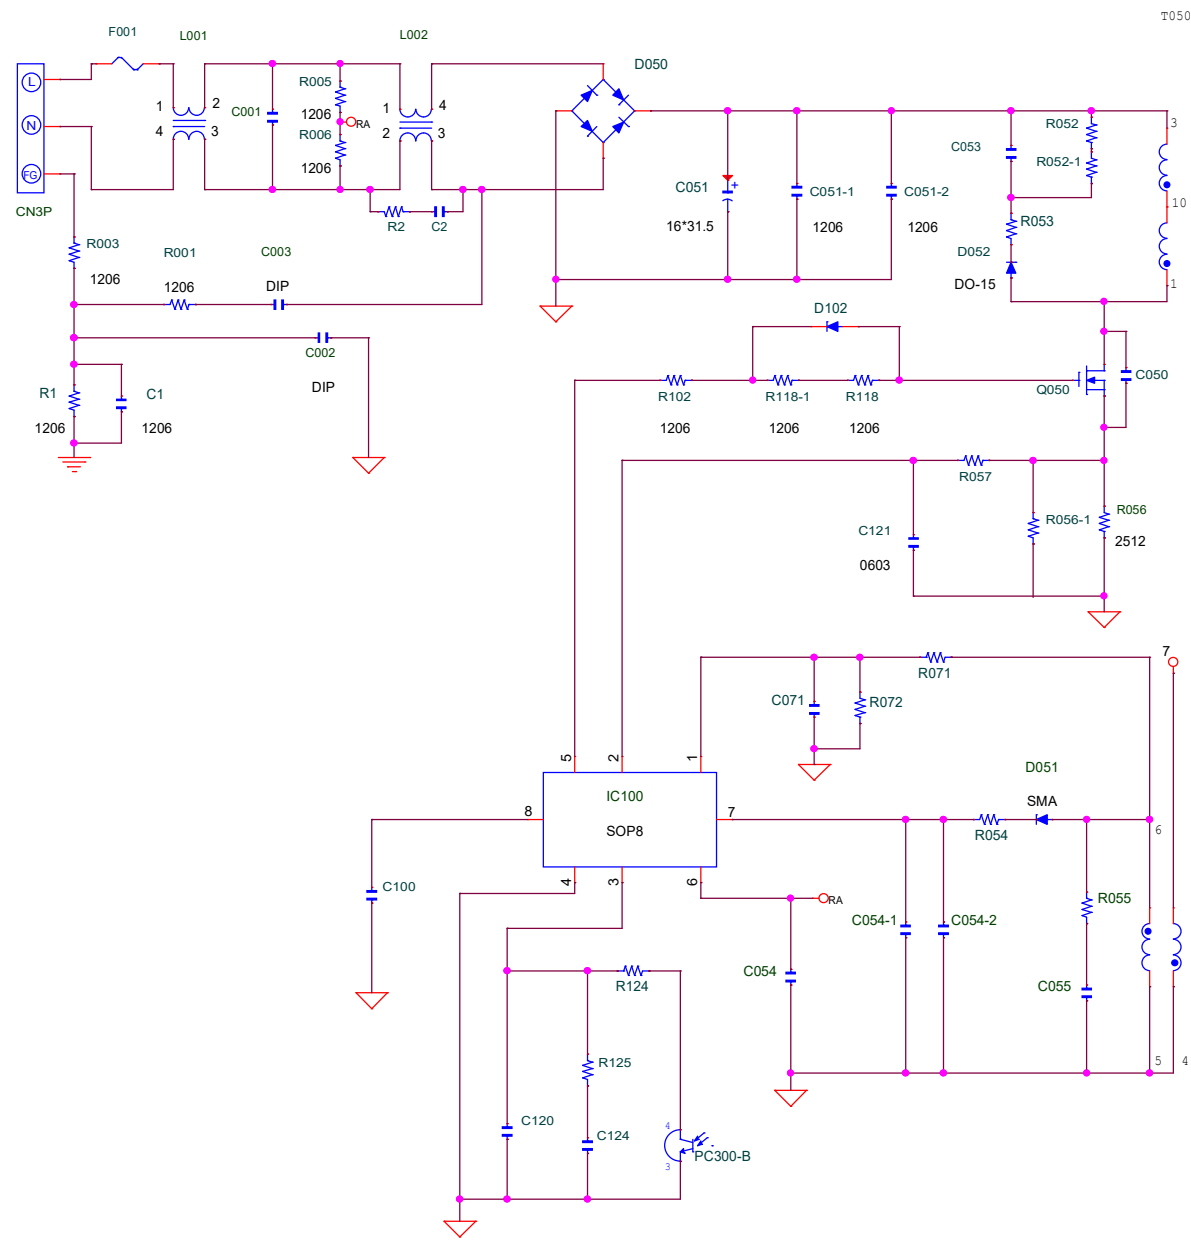 T050
F001
L001
L002
D050
L
N
FG
CN3P
1
2
4
3
C001
R005
1206
RA
R006
1206
1
4
2
3
R2
C2
C051
+
16*31.5
C051-1
1206
C051-2
1206
C053
R052
R052-1
R053
D052
DO-15
3
10
1
R003
1206
R001
1206
C003
DIP
C002
DIP
R1
1206
C1
1206
D102
R102
1206
R118-1
1206
R118
1206
Q050
C050
R057
C121
0603
R056-1
R056
2512
R071
7
C071
R072
D051
SMA
5
2
1
IC100
SOP8
8
7
4
3
6
R054
6
C100
RA
C054-1
C054-2
R055
C054
C055
5
4
R124
R125
C120
C124
4
3
PC300-B